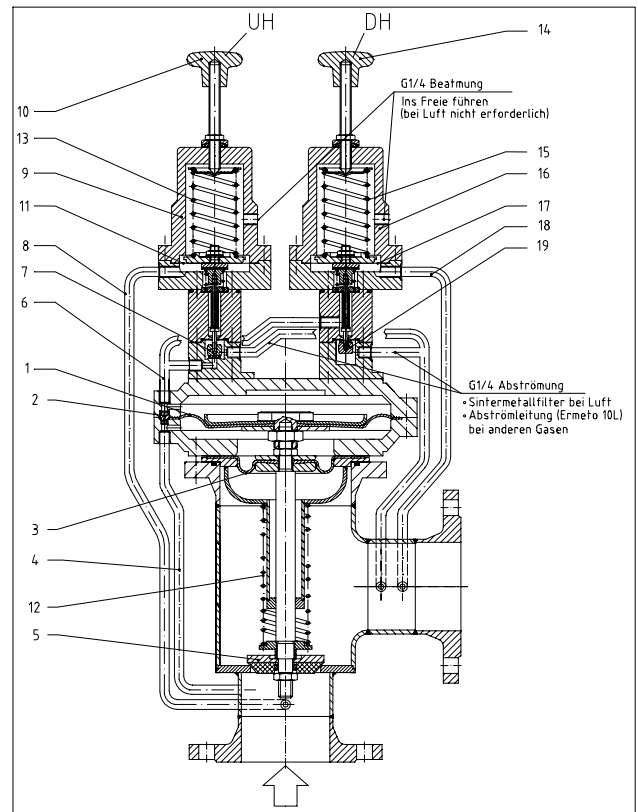 UH
DH
14
10
G1/4 Beatmung
Ins Freie führen
(bei Luft nicht erforderlich)
13
9
11
8
7
6
1
2
15
16
17
18
19
G1/4 Abströmung
∘ Sintermetallfilter bei Luft
∘ Abströmleitung (Ermeto 10L)
bei anderen Gasen
3
4
12
5